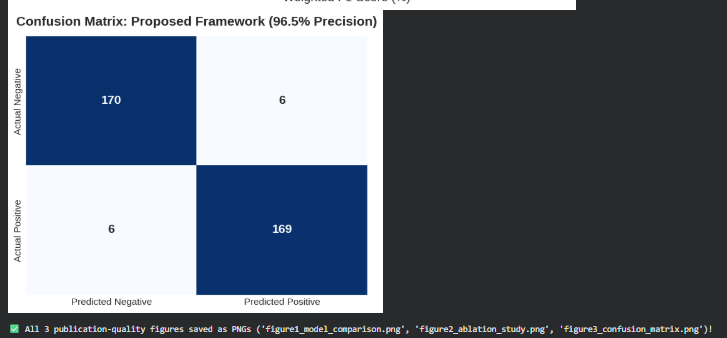 Confusion Matrix: Proposed Framework (96.5% Precision)
Actual Negative
170
6
Actual Positive
6
169
Predicted Negative
Predicted Positive
✅ All 3 publication-quality figures saved as PNGs ('figure1_model_comparison.png', 'figure2_ablation_study.png', 'figure3_confusion_matrix.png')!